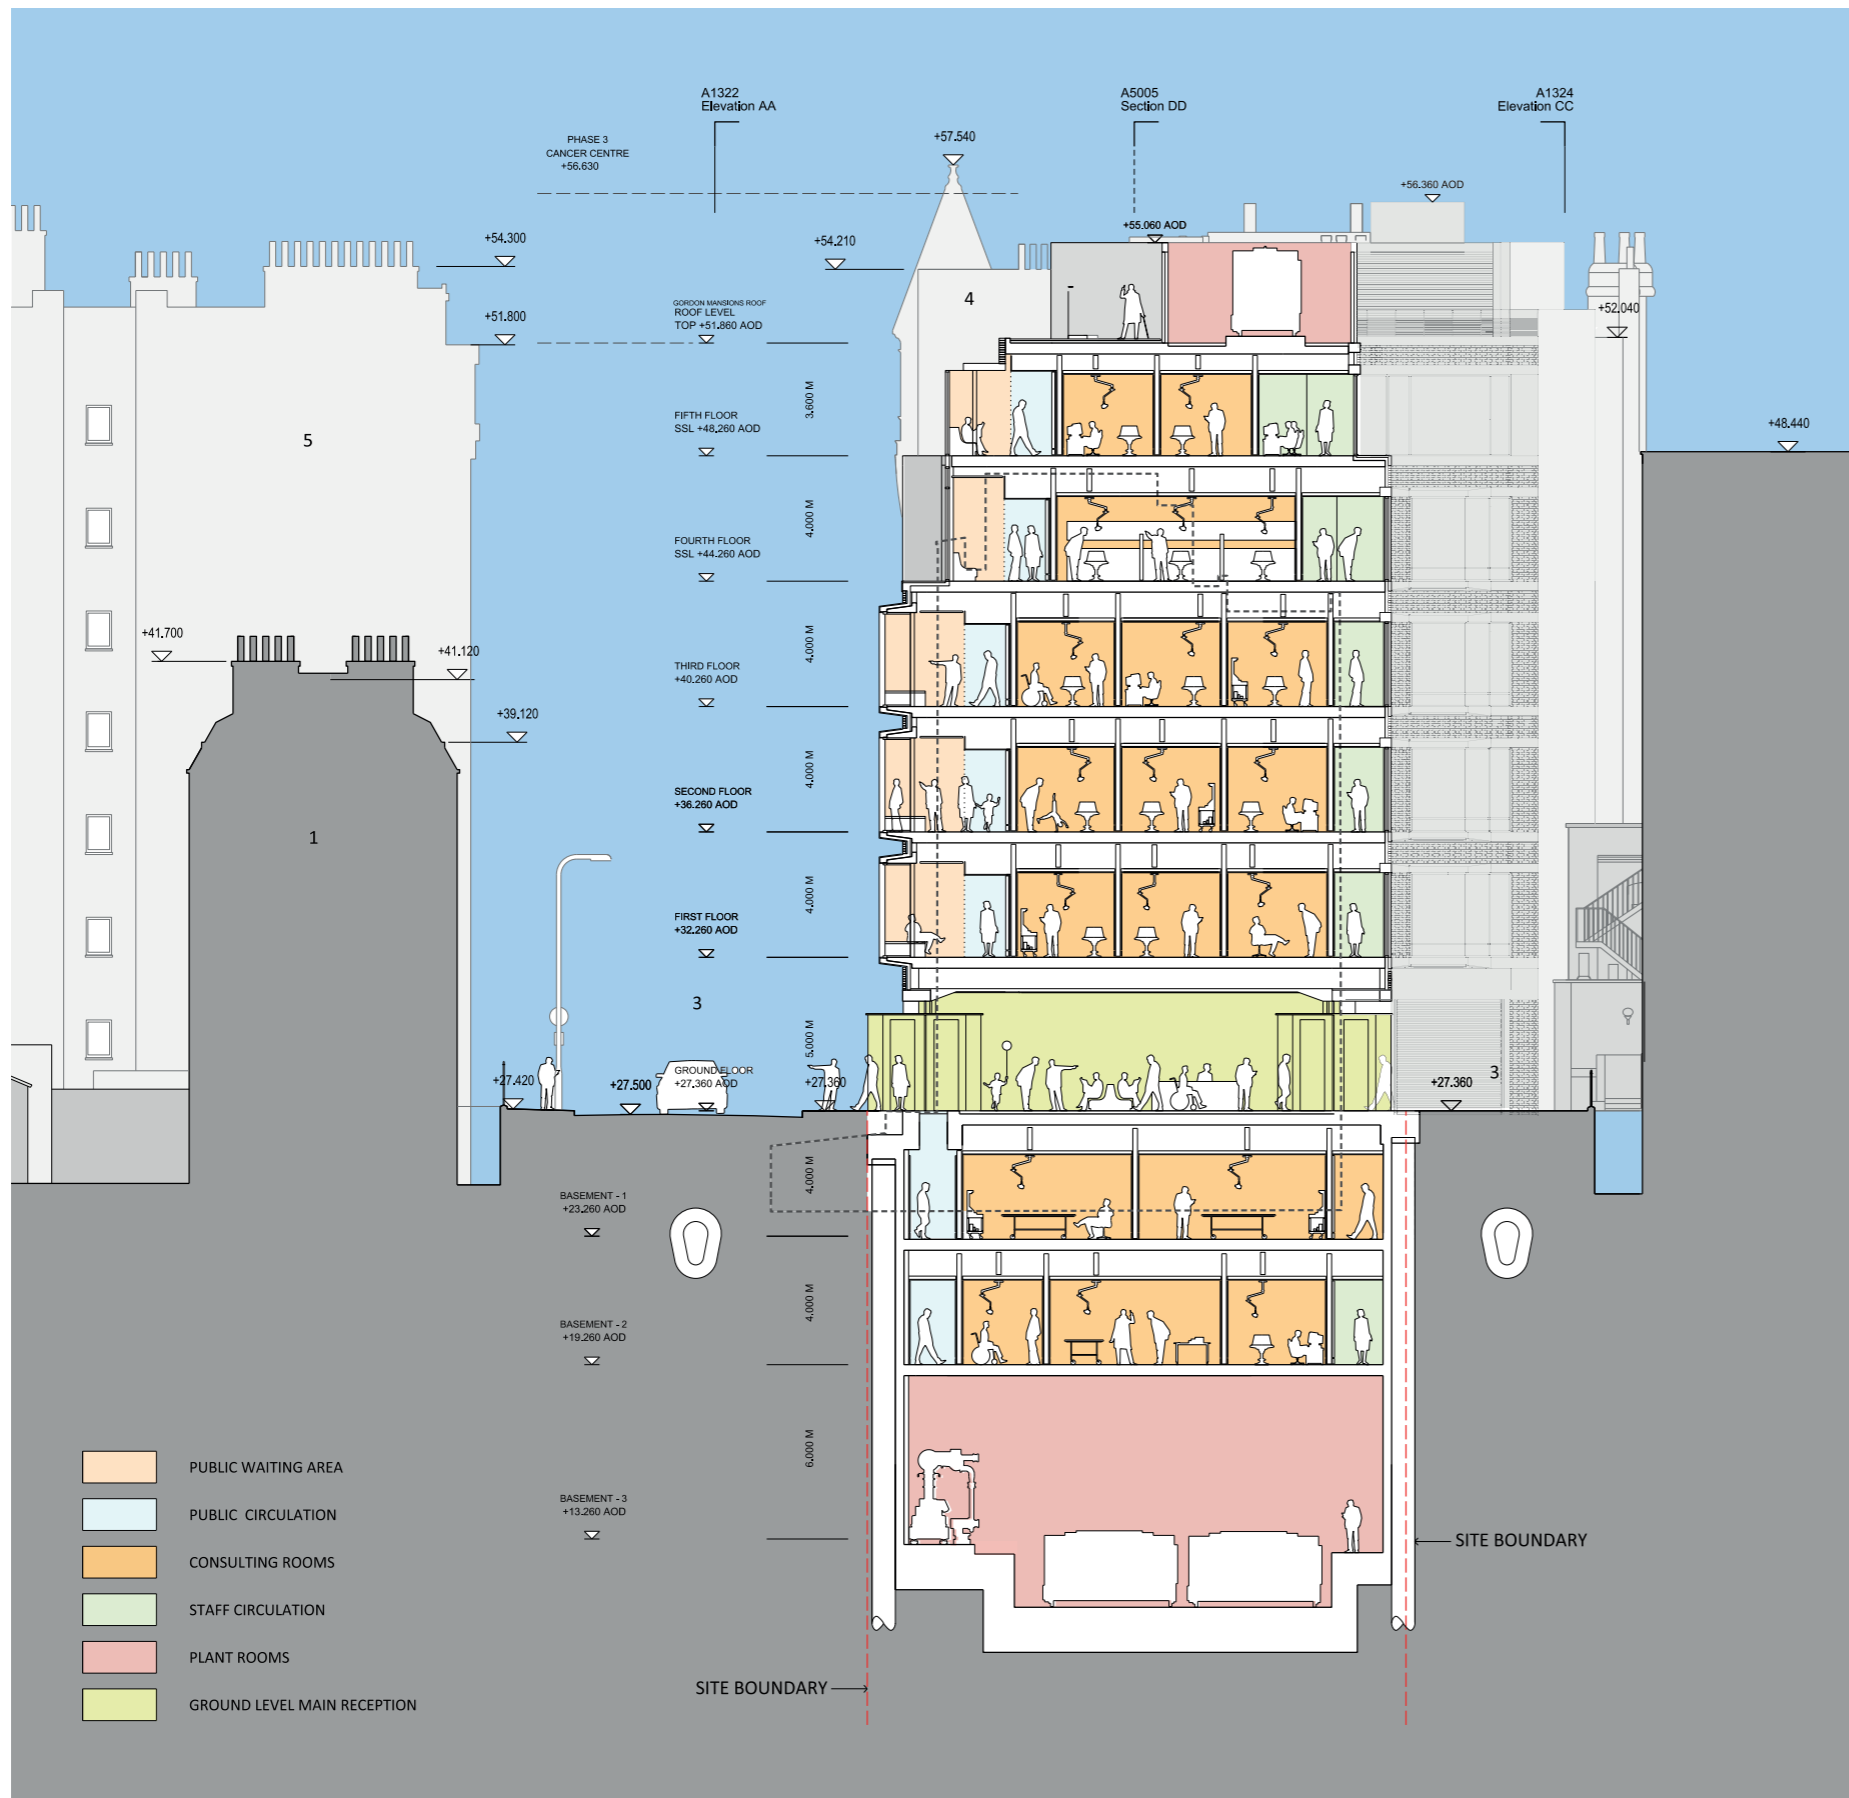 A1322
Elevation AA
A5005
Section DD
A1324
Elevation CC
PHASE 3
CANCER CENTRE
+56.630
+57.540
+56.360 AOD
+55.060 AOD
+54.300
+54.210
4
+52.040
+51.800
GORDON MANSIONS ROOF
ROOF LEVEL
TOP +51.860 AOD
3.600 M
FIFTH FLOOR
SSL +48.260 AOD
+48.440
5
4.000 M
FOURTH FLOOR
SSL +44.260 AOD
+41.700
+41.120
4.000 M
THIRD FLOOR
+40.260 AOD
+39.120
4.000 M
SECOND FLOOR
+36.260 AOD
1
4.000 M
FIRST FLOOR
+32.260 AOD
3
5.000 M
GROUND FLOOR
+27.360 AOD
+27.420
+27.500
+27.360
3
+27.360
4.000 M
BASEMENT - 1
+23.260 AOD
4.000 M
BASEMENT - 2
+19.260 AOD
6.000 M
BASEMENT - 3
+13.260 AOD
PUBLIC WAITING AREA
PUBLIC CIRCULATION
CONSULTING ROOMS
STAFF CIRCULATION
PLANT ROOMS
GROUND LEVEL MAIN RECEPTION
SITE BOUNDARY
SITE BOUNDARY